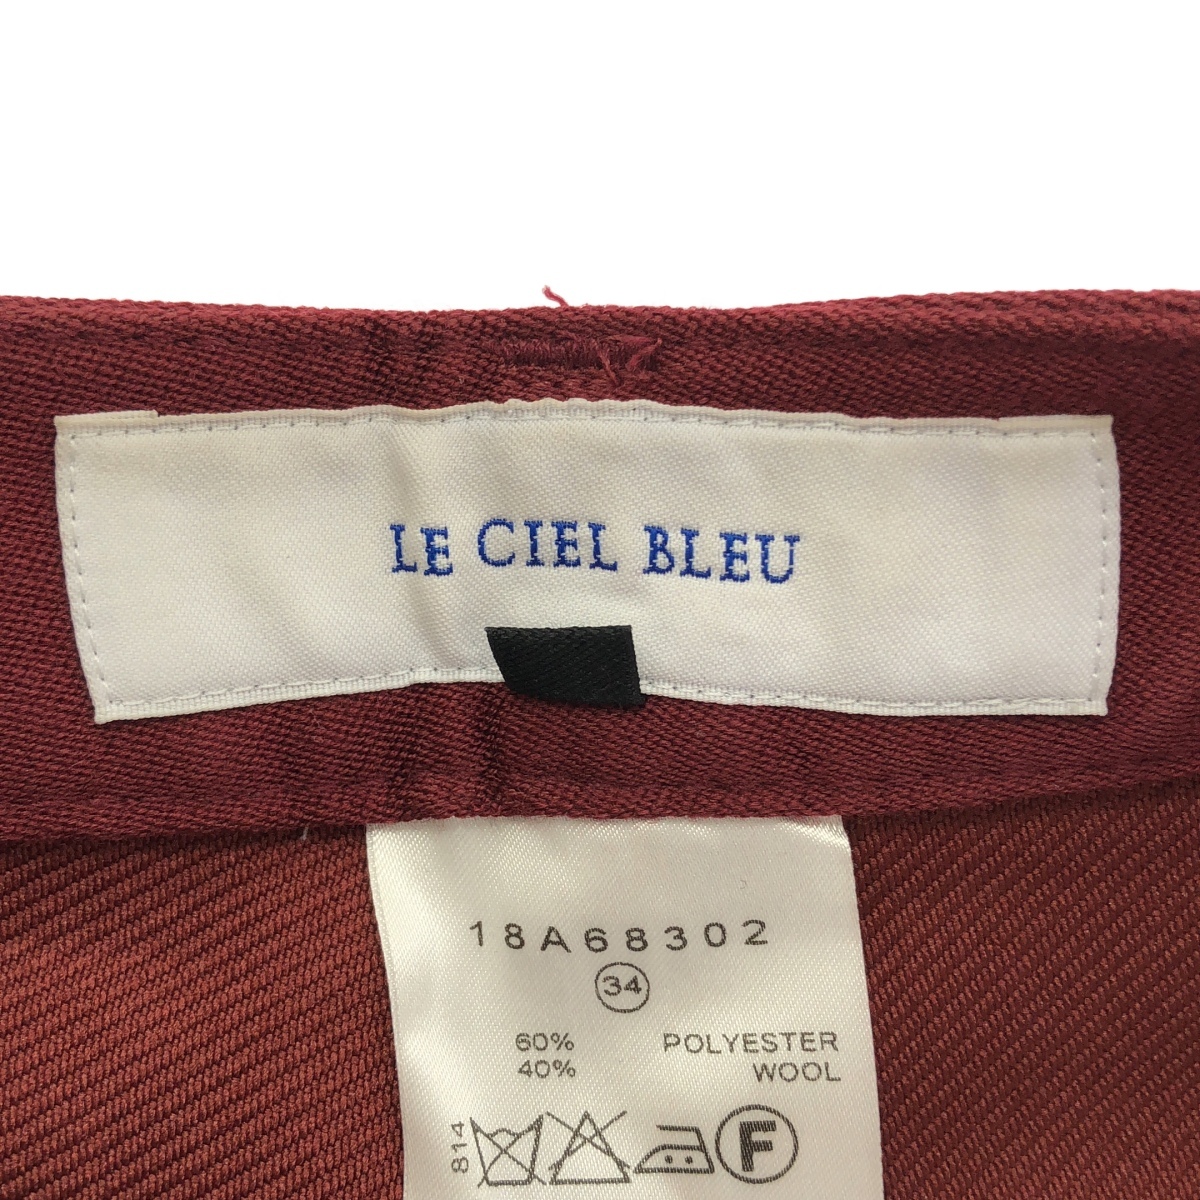 LE CIEL BLEU
18A68302
34
60% POLYESTER
40% WOOL
814
F